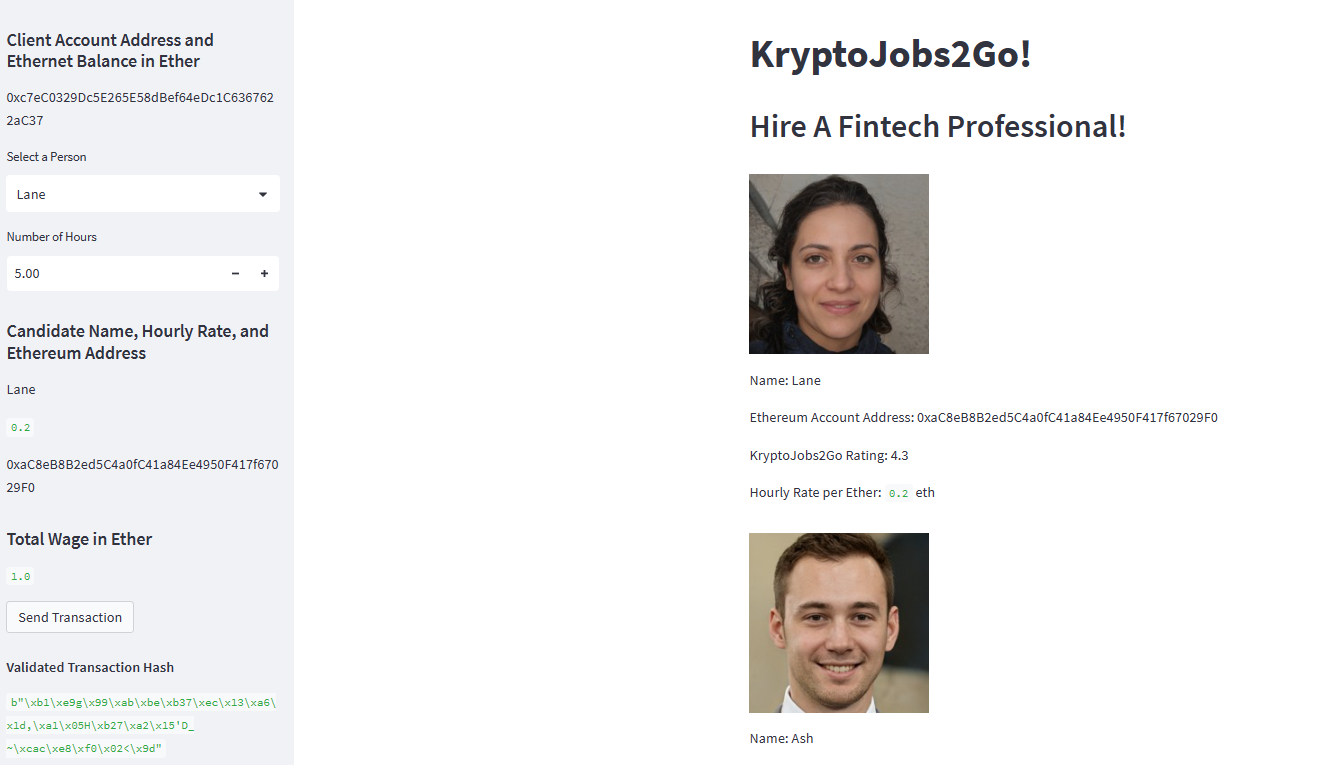 Client Account Address and
Ethernet Balance in Ether
0xc7eC0329Dc5E265E58dBef64eDc1C636762
2aC37
Select a Person
Lane
Number of Hours
5.00
Candidate Name, Hourly Rate, and
Ethereum Address
Lane
0.2
0xaC8eB8B2ed5C4a0fC41a84Ee4950F417f670
29F0
Total Wage in Ether
1.0
Send Transaction
Validated Transaction Hash
b"\xb1\xe9g\x99\xab\xbe\xb37\xec\x13\xa6\
x1d,\xa1\x05H\xb27\xa2\x15'D_
~\xcac\xe8\xf0\x02<\x9d"
KryptoJobs2Go!
Hire A Fintech Professional!
Name: Lane
Ethereum Account Address: 0xaC8eB8B2ed5C4a0fC41a84Ee4950F417f67029F0
KryptoJobs2Go Rating: 4.3
Hourly Rate per Ether: 0.2 eth
Name: Ash